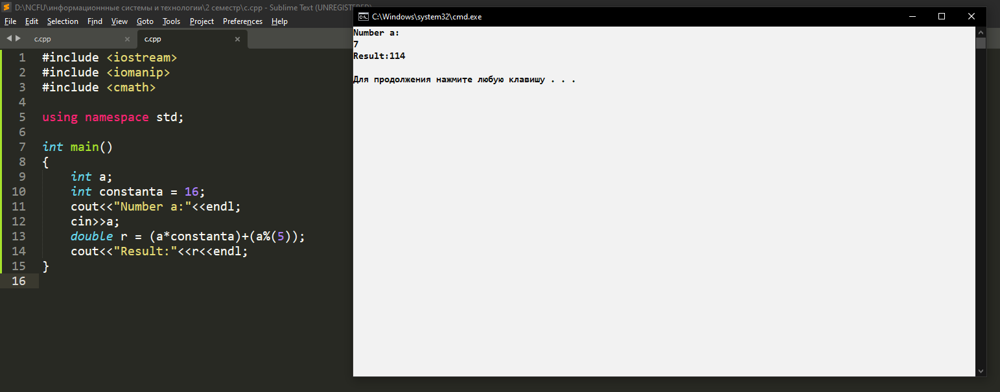 D:\NCFU\информационнные системы и технологии\2 семестр\c.cpp - Sublime Text (UNREGISTERED)
File Edit Selection Find View Goto Tools Project Preferences Help
c.cpp × c.cpp ×
1 #include <iostream>
2 #include <iomanip>
3 #include <cmath>
4
5 using namespace std;
6
7 int main()
8 {
9 int a;
10 int constanta = 16;
11 cout<<"Number a:"<<endl;
12 cin>>a;
13 double r = (a*constanta)+(a%(5));
14 cout<<"Result:"<<r<<endl;
15 }
16
C:\Windows\system32\cmd.exe
Number a:
7
Result:114
Для продолжения нажмите любую клавишу . . .